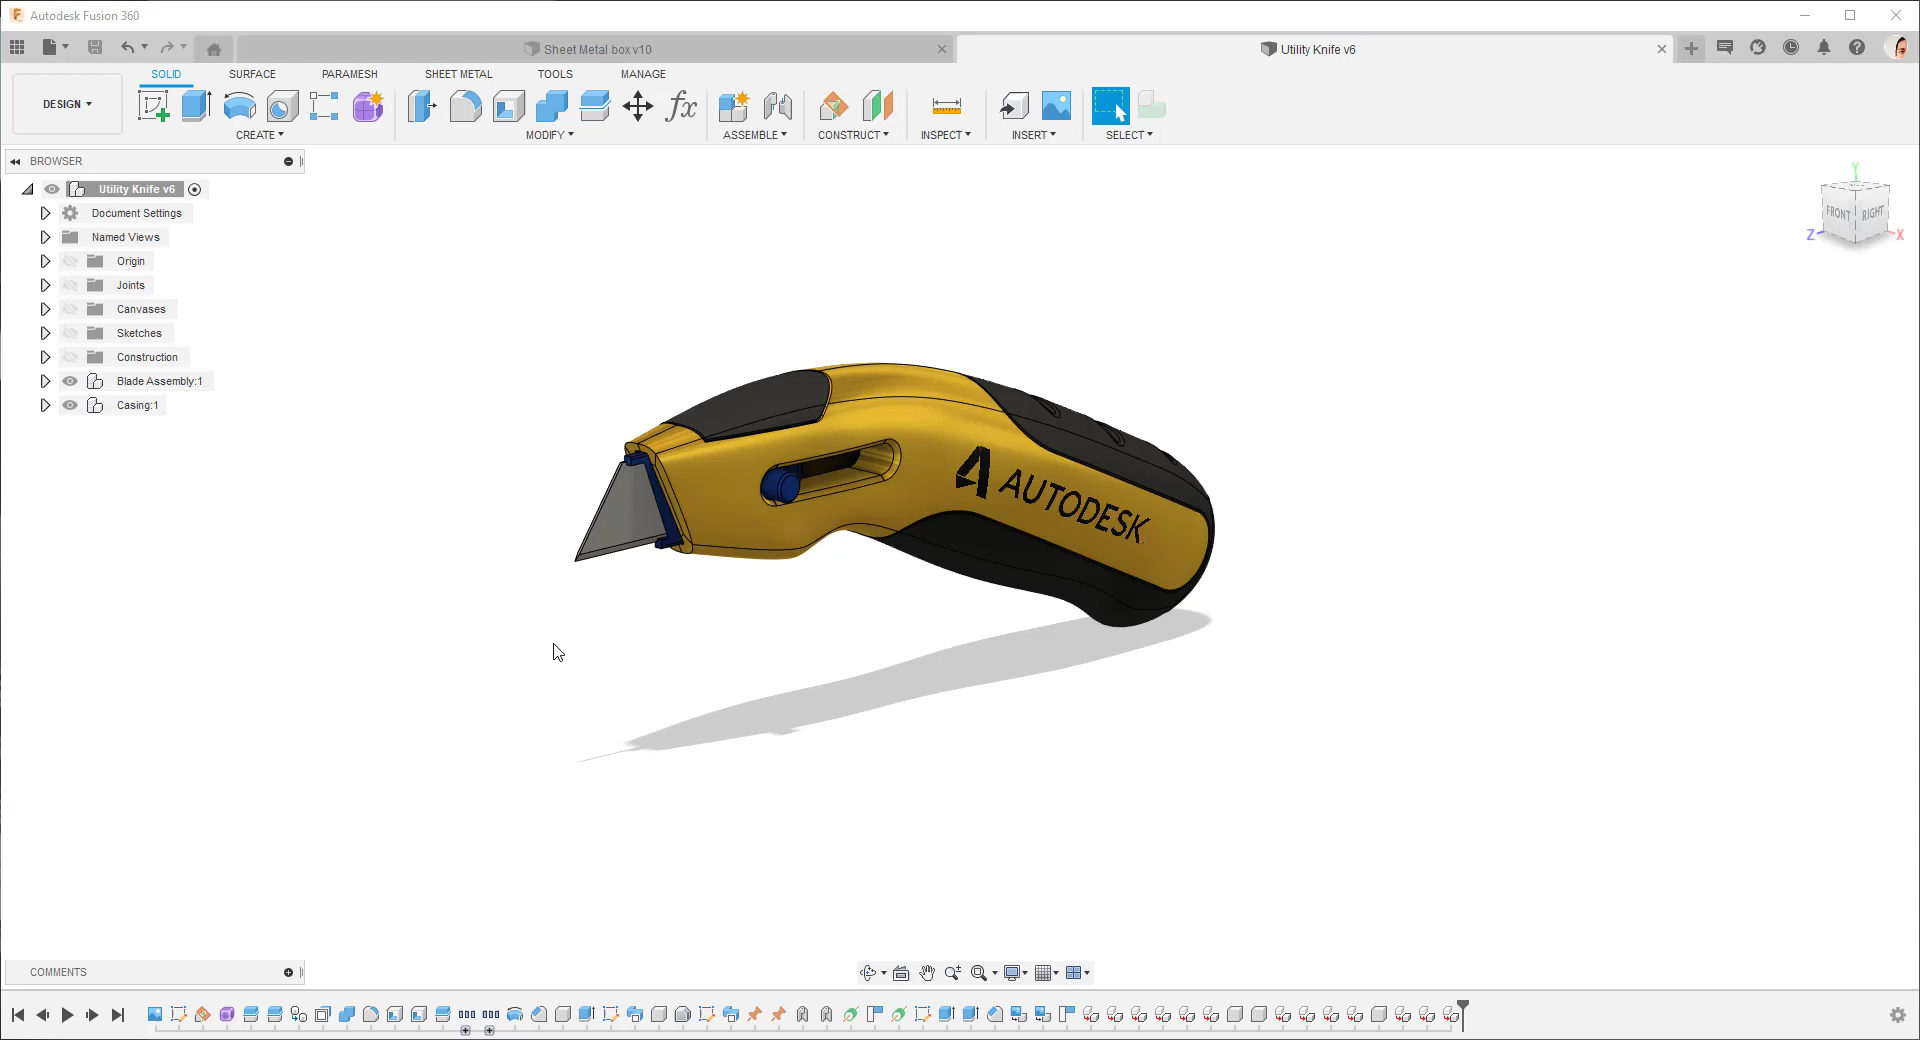 Autodesk Fusion 360
Sheet Metal box v10
Utility Knife v6
SOLID SURFACE PARAMESH SHEET METAL TOOLS MANAGE
DESIGN
CREATE MODIFY ASSEMBLE CONSTRUCT INSPECT INSERT SELECT
BROWSER
Utility Knife v6
Document Settings
Named Views
Origin
Joints
Canvases
Sketches
Construction
Blade Assembly:1
Casing:1
Y
FRONT RIGHT
Z X
AUTODESK
COMMENTS